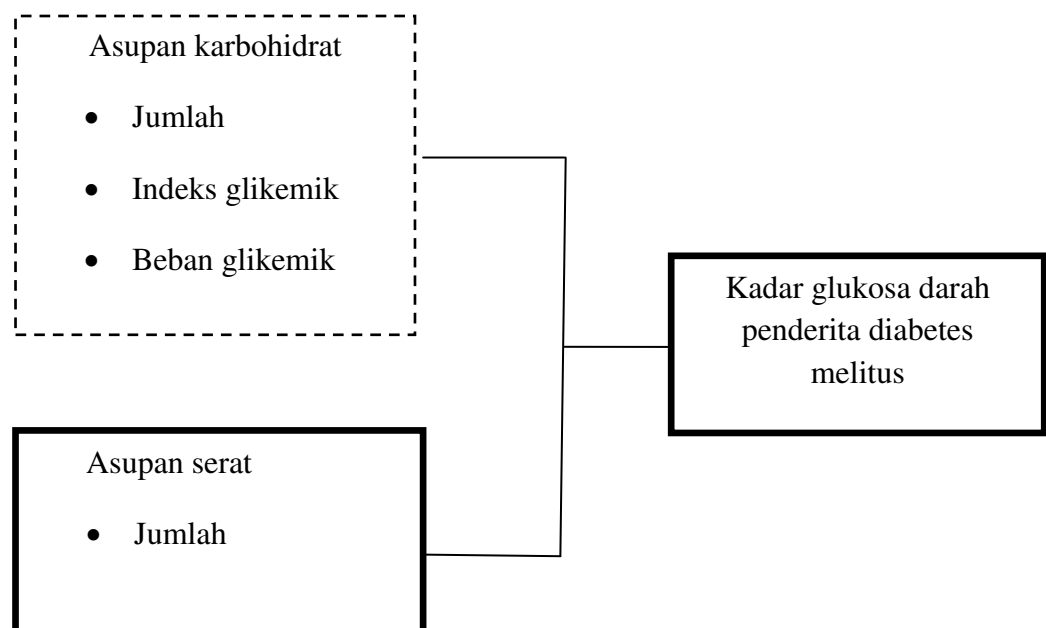 Asupan karbohidrat
• Jumlah
• Indeks glikemik
• Beban glikemik
Kadar glukosa darah
penderita diabetes
melitus
Asupan serat
• Jumlah